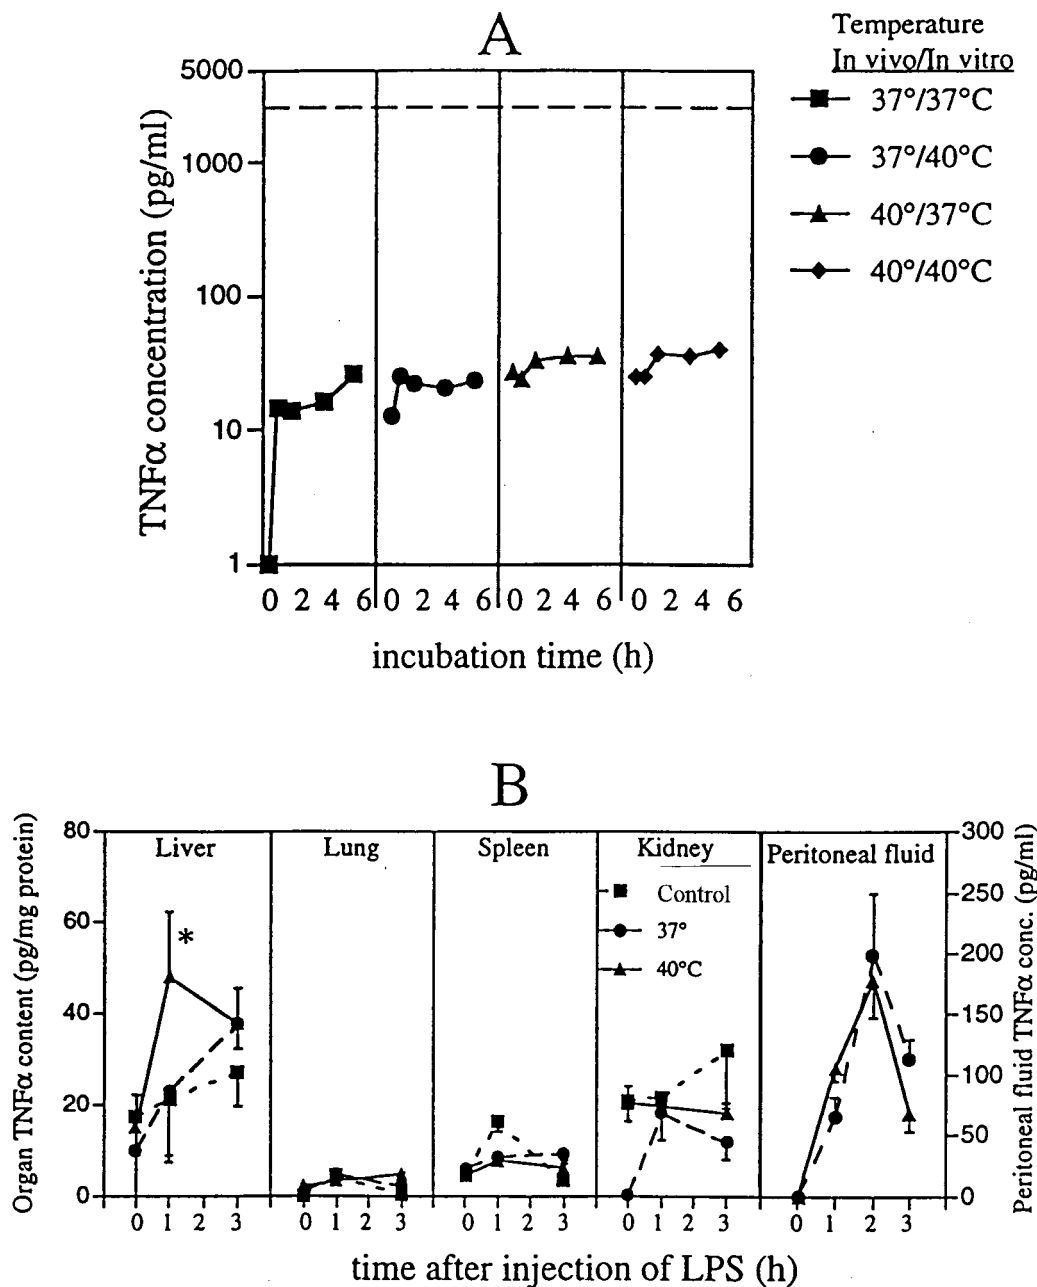 A
Temperature
In vivo/In vitro
37°/37°C
37°/40°C
40°/37°C
40°/40°C
TNFα concentration (pg/ml)
5000
1000
100
10
1
0 2 4 6 0 2 4 6 0 2 4 6 0 2 4 6
incubation time (h)
B
Organ TNFα content (pg/mg protein)
80
60
40
20
0
Liver
Lung
Spleen
Kidney
Peritoneal fluid
*
Control
37°
40°C
300
250
200
150
100
50
0
Peritoneal fluid TNFα conc. (pg/ml)
0 1 2 3 0 1 2 3 0 1 2 3 0 1 2 3 0 1 2 3
time after injection of LPS (h)